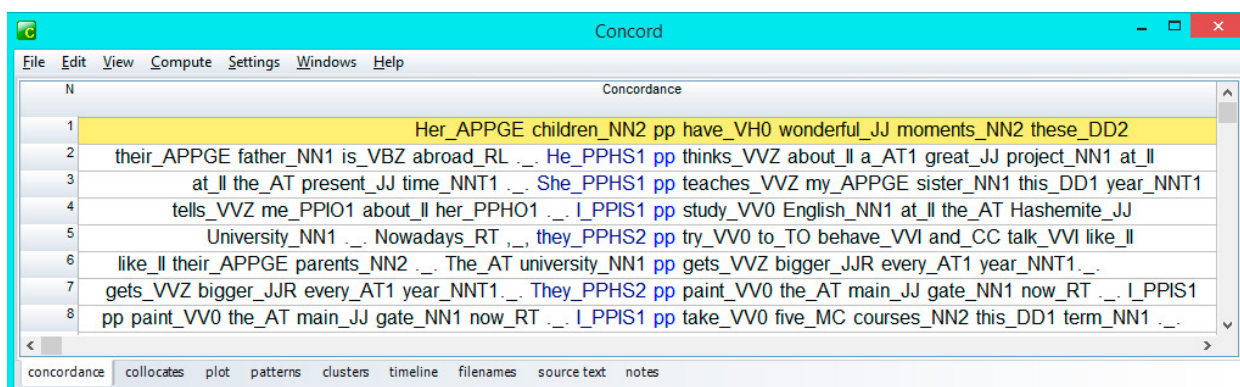 Concord
File Edit View Compute Settings Windows Help
N Concordance
1 Her_APPGE children_NN2 pp have_VH0 wonderful_JJ moments_NN2 these_DD2
2 their_APPGE father_NN1 is_VBZ abroad_RL ._. He_PPHS1 pp thinks_VVZ about_II a_AT1 great_JJ project_NN1 at_II
3 at_II the_AT present_JJ time_NNT1 ._. She_PPHS1 pp teaches_VVZ my_APPGE sister_NN1 this_DD1 year_NNT1
4 tells_VVZ me_PPIO1 about_II her_PPHO1 ._. I_PPIS1 pp study_VV0 English_NN1 at_II the_AT Hashemite_JJ
5 University_NN1 ._. Nowadays_RT ,_, they_PPHS2 pp try_VV0 to_TO behave_VVI and_CC talk_VVI like_II
6 like_II their_APPGE parents_NN2 ._. The_AT university_NN1 pp gets_VVZ bigger_JJR every_AT1 year_NNT1._.
7 gets_VVZ bigger_JJR every_AT1 year_NNT1._. They_PPHS2 pp paint_VV0 the_AT main_JJ gate_NN1 now_RT ._. I_PPIS1
8 pp paint_VV0 the_AT main_JJ gate_NN1 now_RT ._. I_PPIS1 pp take_VV0 five_MC courses_NN2 this_DD1 term_NN1 ._.
concordance collocates plot patterns clusters timeline filenames source text notes